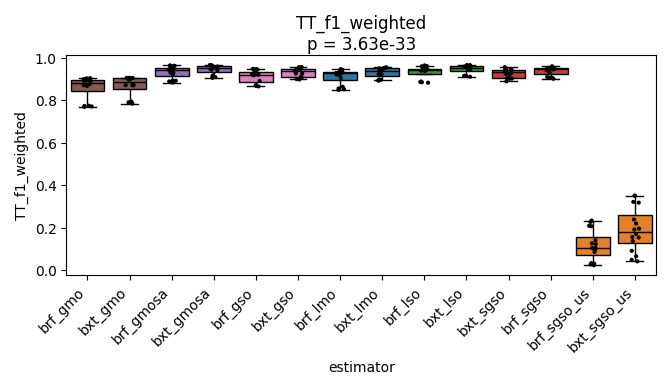 TT_f1_weighted
p = 3.63e-33
TT_f1_weighted
1.0
0.8
0.6
0.4
0.2
0.0
brf_gmo
bxt_gmo
brf_gmosa
bxt_gmosa
brf_gso
bxt_gso
brf_lmo
bxt_lmo
brf_lso
bxt_lso
bxt_sgso
brf_sgso
brf_sgso_us
bxt_sgso_us
estimator